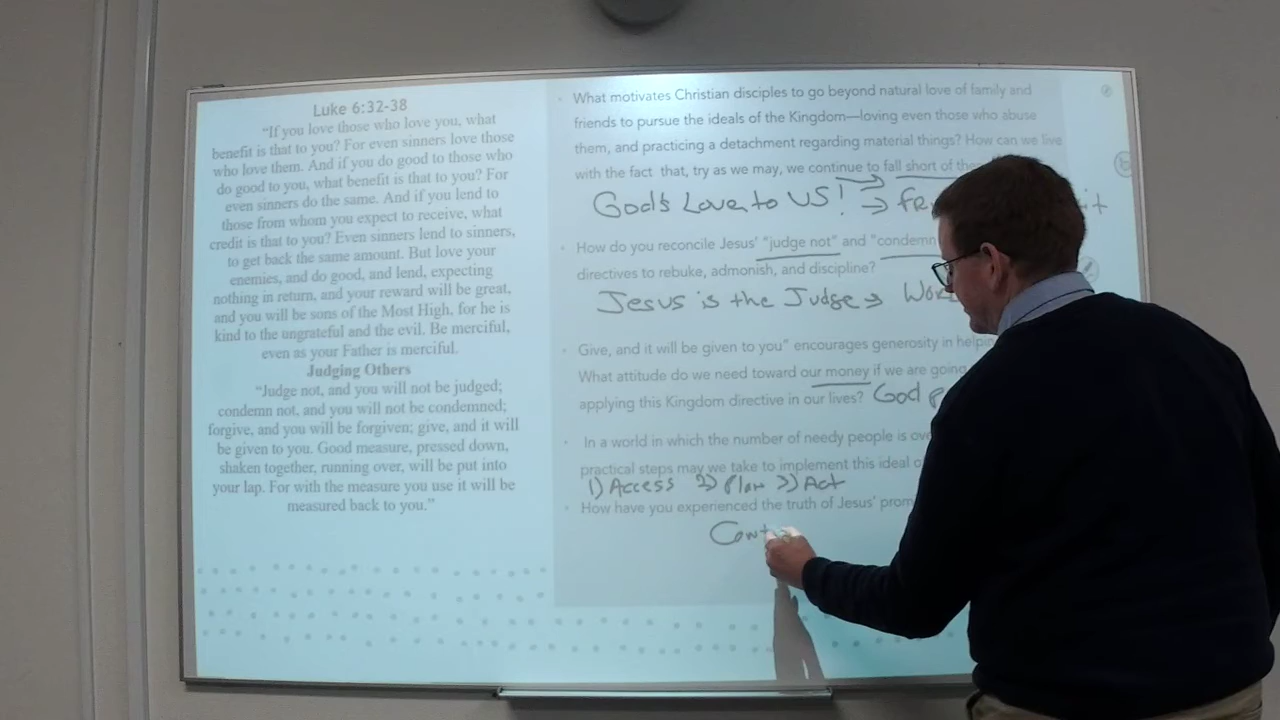 Luke 6:32-38
“If you love those who love you, what
benefit is that to you? For even sinners love those
who love them. And if you do good to those who
do good to you, what benefit is that to you? For
even sinners do the same. And if you lend to
those from whom you expect to receive, what
credit is that to you? Even sinners lend to sinners,
to get back the same amount. But love your
enemies, and do good, and lend, expecting
nothing in return, and your reward will be great,
and you will be sons of the Most High, for he is
kind to the ungrateful and the evil. Be merciful,
even as your Father is merciful.
Judging Others
“Judge not, and you will not be judged;
condemn not, and you will not be condemned;
forgive, and you will be forgiven; give, and it will
be given to you. Good measure, pressed down,
shaken together, running over, will be put into
your lap. For with the measure you use it will be
measured back to you.”
What motivates Christian disciples to go beyond natural love of family and
friends to pursue the ideals of the Kingdom—loving even those who abuse
them, and practicing a detachment regarding material things? How can we live
with the fact that, try as we may, we continue to fall short of
God's Love to US!
How do you reconcile Jesus' “judge not” and “condemn
directives to rebuke, admonish, and discipline?
Jesus is the Judge
Give, and it will be given to you” encourages generosity in
What attitude do we need toward our money if we are going
applying this Kingdom directive in our lives? God
In a world in which the number of needy people is
practical steps may we take to implement this ideal
1) Access 2) Plan 3) Act
How have you experienced the truth of Jesus'